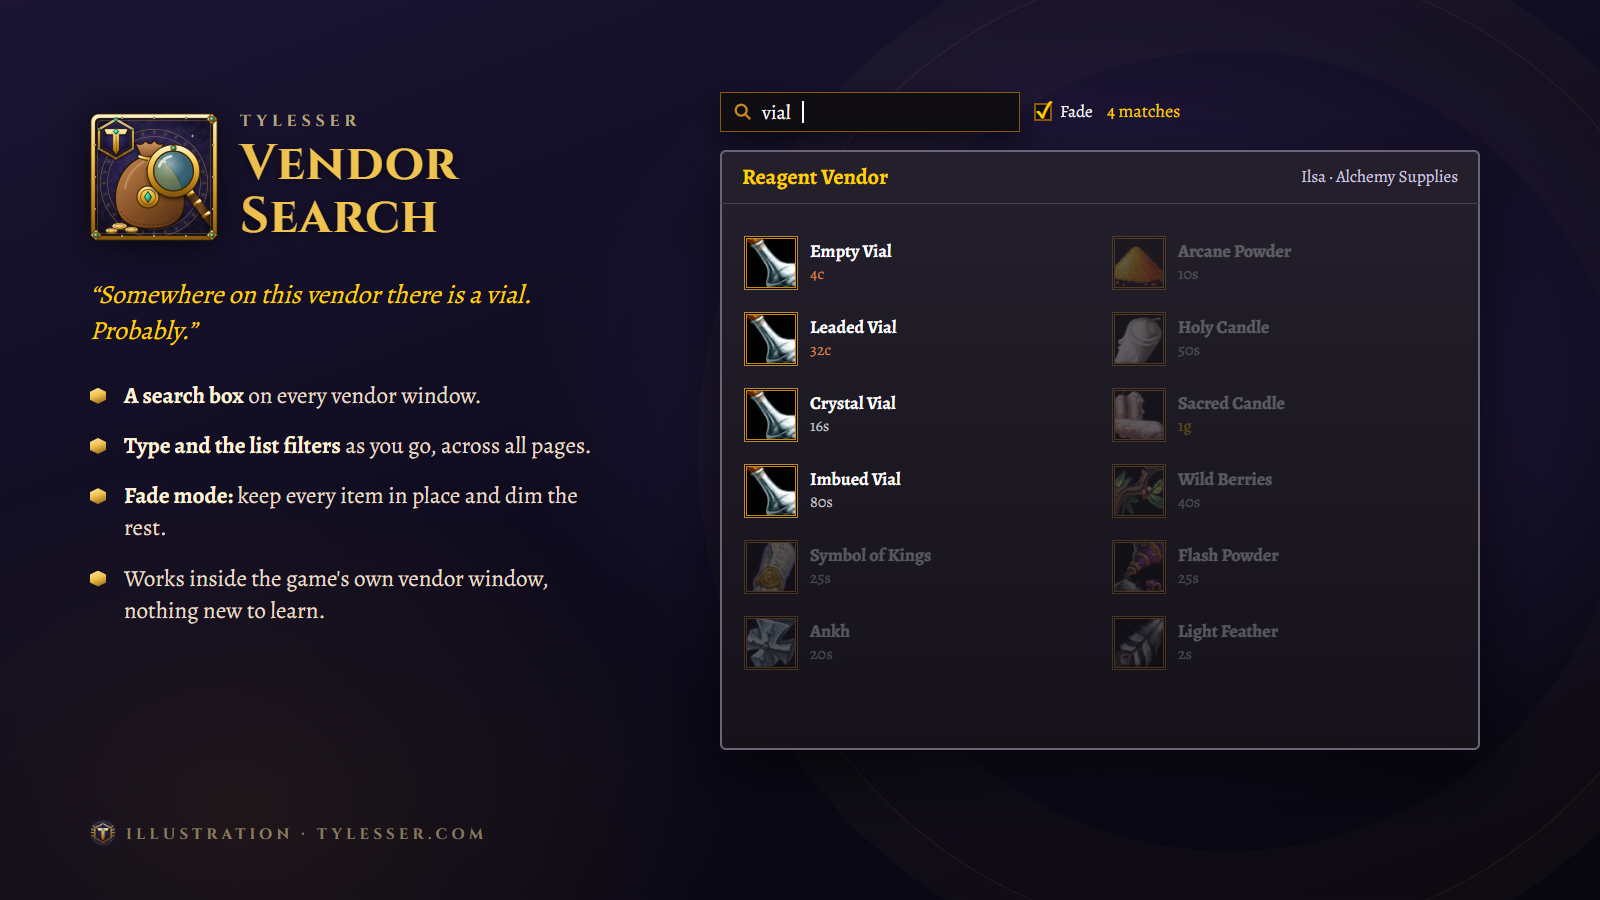 TYLESSER
VENDOR
SEARCH
“Somewhere on this vendor there is a vial.
Probably.”
A search box on every vendor window.
Type and the list filters as you go, across all pages.
Fade mode: keep every item in place and dim the
rest.
Works inside the game's own vendor window,
nothing new to learn.
ILLUSTRATION · TYLESSER.COM
vial
Fade
4 matches
Reagent Vendor
Ilsa · Alchemy Supplies
Empty Vial
4c
Arcane Powder
10s
Leaded Vial
32c
Holy Candle
50s
Crystal Vial
16s
Sacred Candle
1g
Imbued Vial
80s
Wild Berries
40s
Symbol of Kings
25s
Flash Powder
25s
Ankh
20s
Light Feather
2s